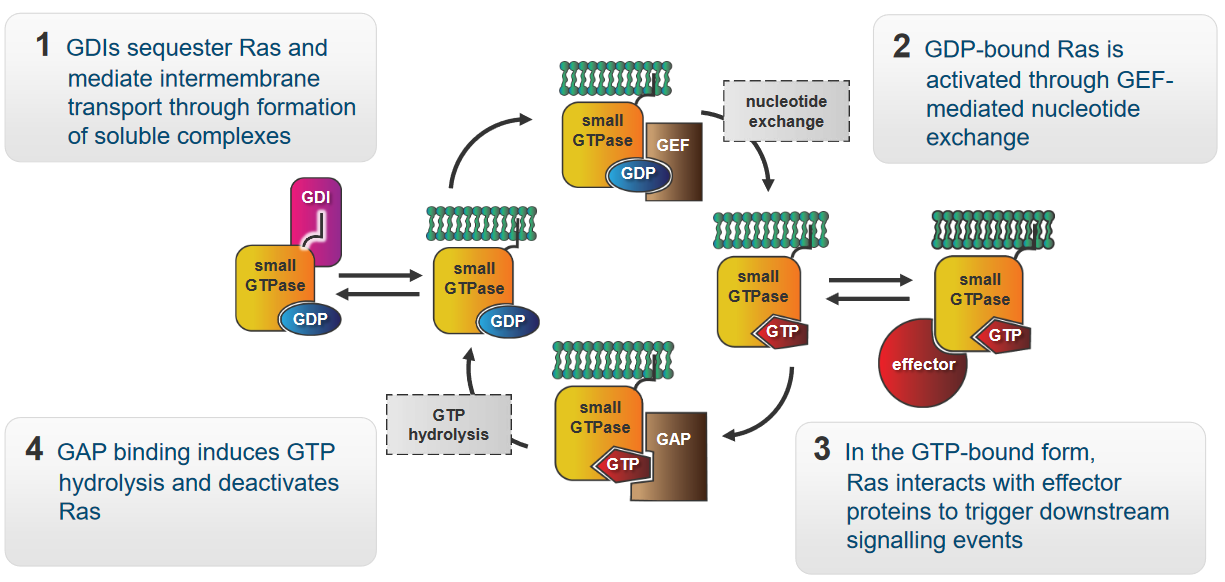 1 GDIs sequester Ras and
mediate intermembrane
transport through formation
of soluble complexes
2 GDP-bound Ras is
activated through GEF-
mediated nucleotide
exchange
small
GTPase
GEF
GDP
nucleotide
exchange
GDI
small
GTPase
GDP
small
GTPase
GDP
small
GTPase
GTP
small
GTPase
GTP
effector
GTP
hydrolysis
small
GTPase
GTP
GAP
4 GAP binding induces GTP
hydrolysis and deactivates
Ras
3 In the GTP-bound form,
Ras interacts with effector
proteins to trigger downstream
signalling events